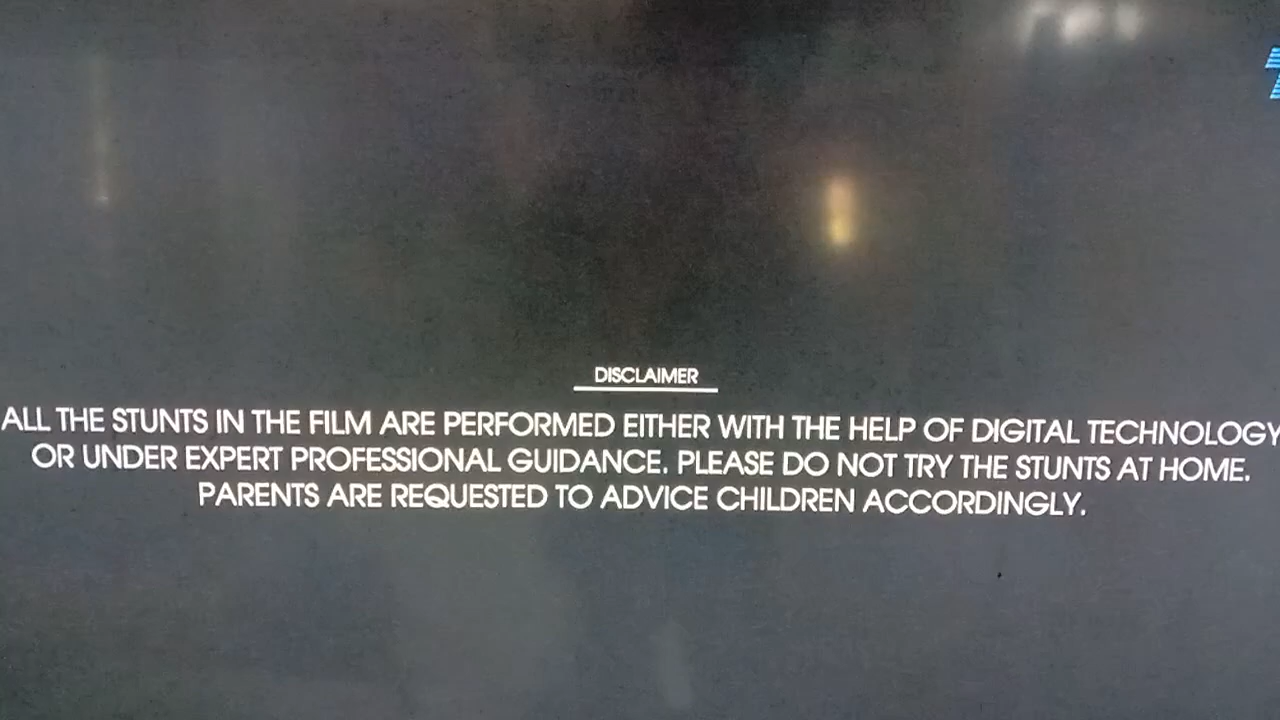 DISCLAIMER
ALL THE STUNTS IN THE FILM ARE PERFORMED EITHER WITH THE HELP OF DIGITAL TECHNOLOGY
OR UNDER EXPERT PROFESSIONAL GUIDANCE. PLEASE DO NOT TRY THE STUNTS AT HOME.
PARENTS ARE REQUESTED TO ADVICE CHILDREN ACCORDINGLY.